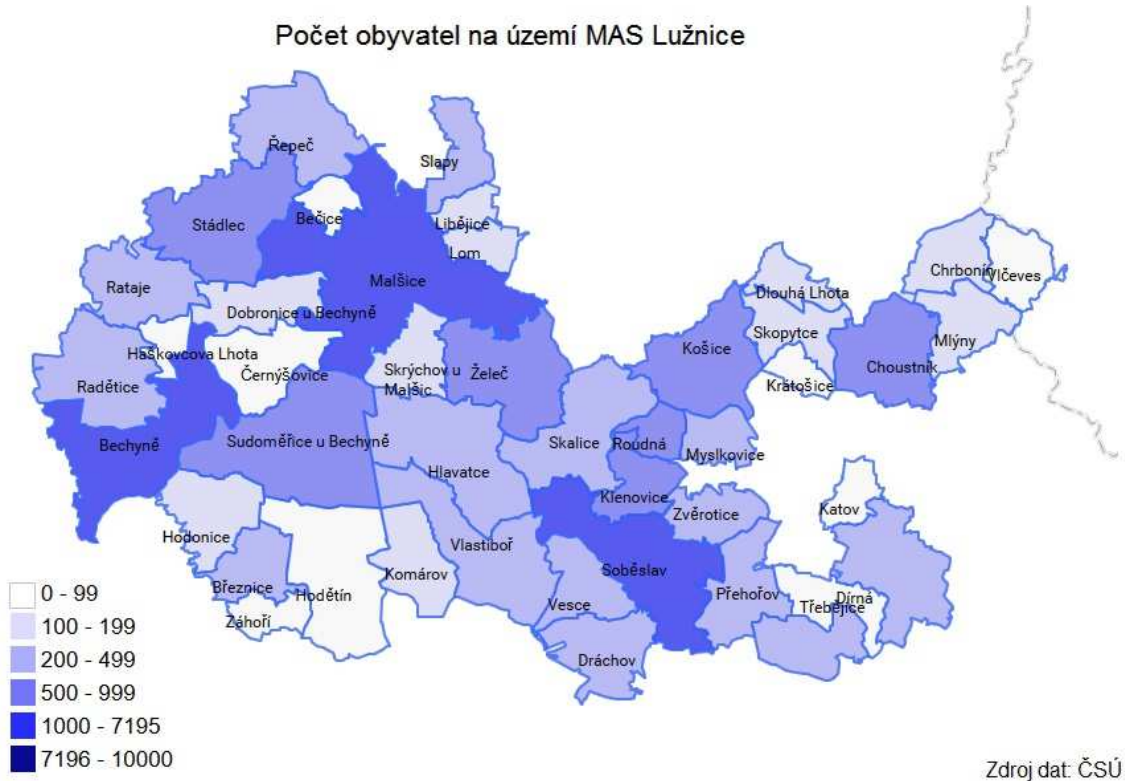 Počet obyvatel na území MAS Lužnice
Řepeč
Slapy
Bečice
Stádlec
Libějice
Lom
Malšice
Chrbonín
Vlčeves
Rataje
Dlouhá Lhota
Dobronice u Bechyně
Skopytce
Mlýny
Haškovcova Lhota
Košice
Choustník
Radětice
Černýšovice
Skrýchov u
Malšic
Želeč
Krátošice
Bechyně
Sudoměřice u Bechyně
Skalice
Roudná
Myslkovice
Hlavatce
Klenovice
Katov
Zvěrotice
Hodonice
Vlastiboř
Komárov
Soběslav
Březnice
Hodětín
Přehořov
Třebějice
Dírná
Vesce
Záhoří
Dráchov
0 - 99
100 - 199
200 - 499
500 - 999
1000 - 7195
7196 - 10000
Zdroj dat: ČSÚ